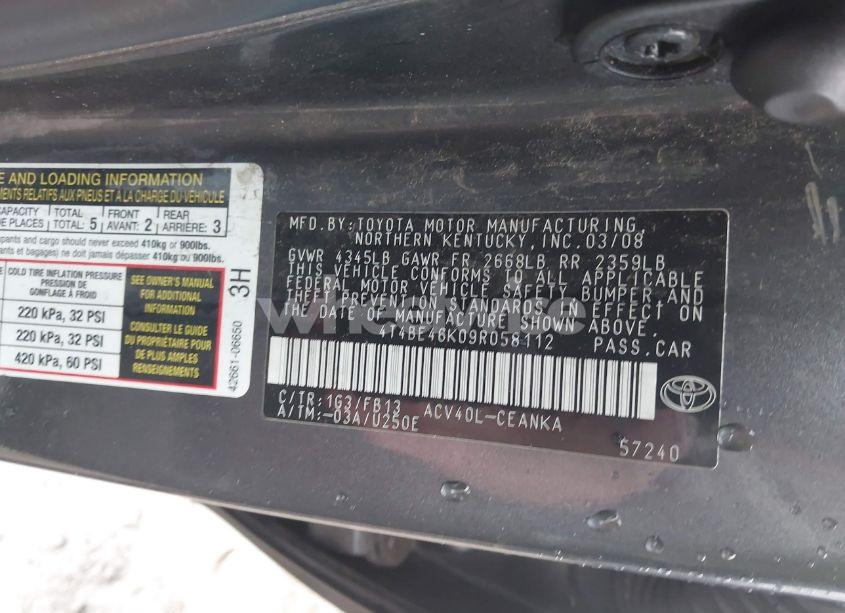 E AND LOADING INFORMATION
EMENTS RELATIFS AUX PNEUS ET À LA CHARGE DU VÉHICULE
CAPACITY TOTAL FRONT REAR
DE PLACES TOTAL: 5 AVANT: 2 ARRIÈRE: 3
pants and cargo should never exceed 410kg or 900lbs.
ants et bagages) ne doit jamais dépasser 410kg ou 900lbs.
COLD TIRE INFLATION PRESSURE
PRESSION DE
GONFLAGE À FROID
220 kPa, 32 PSI
220 kPa, 32 PSI
420 kPa, 60 PSI
SEE OWNER'S MANUAL
FOR ADDITIONAL
INFORMATION
CONSULTER LE GUIDE
DU PROPRIÉTAIRE POUR
DE PLUS AMPLES
RENSEIGNEMENTS
3H
42661-06650
MFD.BY:TOYOTA MOTOR MANUFACTURING,
NORTHERN KENTUCKY,INC.03/08
GVWR 4345LB GAWR FR 2668LB RR 2359LB
THIS VEHICLE CONFORMS TO ALL APPLICABLE
FEDERAL MOTOR VEHICLE SAFETY, BUMPER, AND
THEFT PREVENTION STANDARDS IN EFFECT ON
THE DATE OF MANUFACTURE SHOWN ABOVE.
4T4BE46K09R058112 PASS.CAR
C/TR:1G3/FB13 ACV40L-CEANKA
A/TM:-03A/U250E
57240
TOYOTA